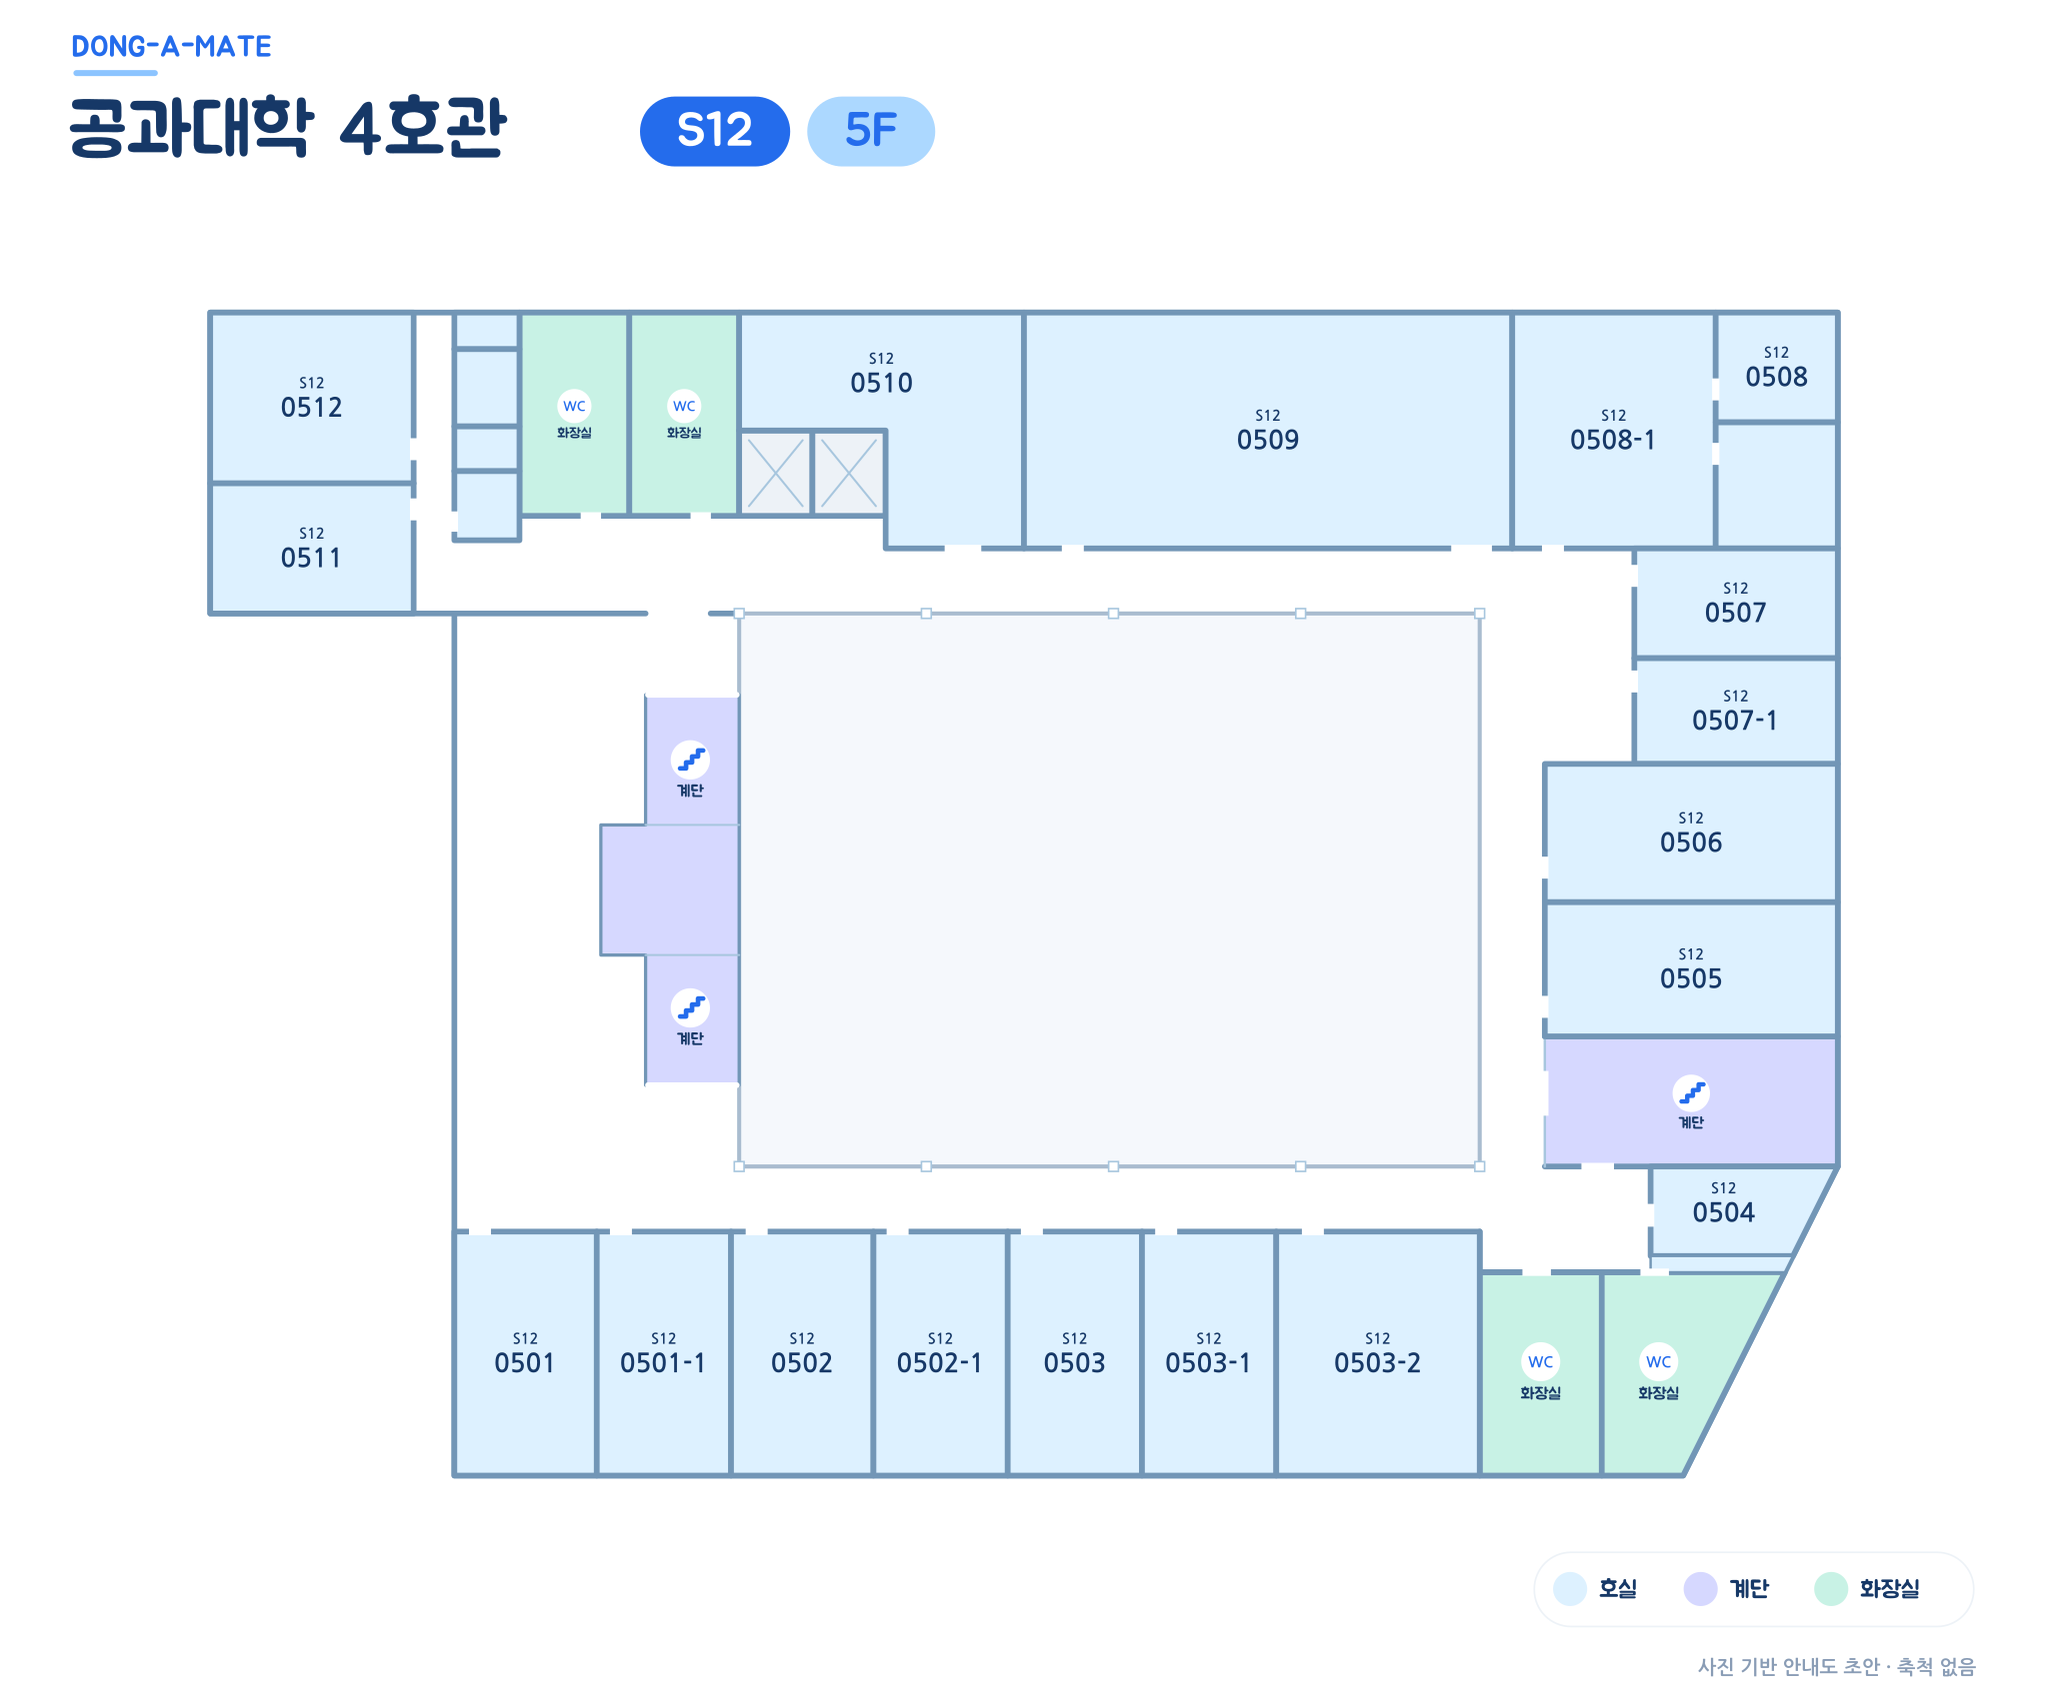 DONG-A-MATE
공과대학 4호관
S12
5F
S12
0512
S12
0511
WC
화장실
WC
화장실
S12
0510
S12
0509
S12
0508-1
S12
0508
S12
0507
S12
0507-1
S12
0506
S12
0505
계단
계단
계단
S12
0504
S12
0501
S12
0501-1
S12
0502
S12
0502-1
S12
0503
S12
0503-1
S12
0503-2
WC
화장실
WC
화장실
호실
계단
화장실
사진 기반 안내도 초안 · 축척 없음